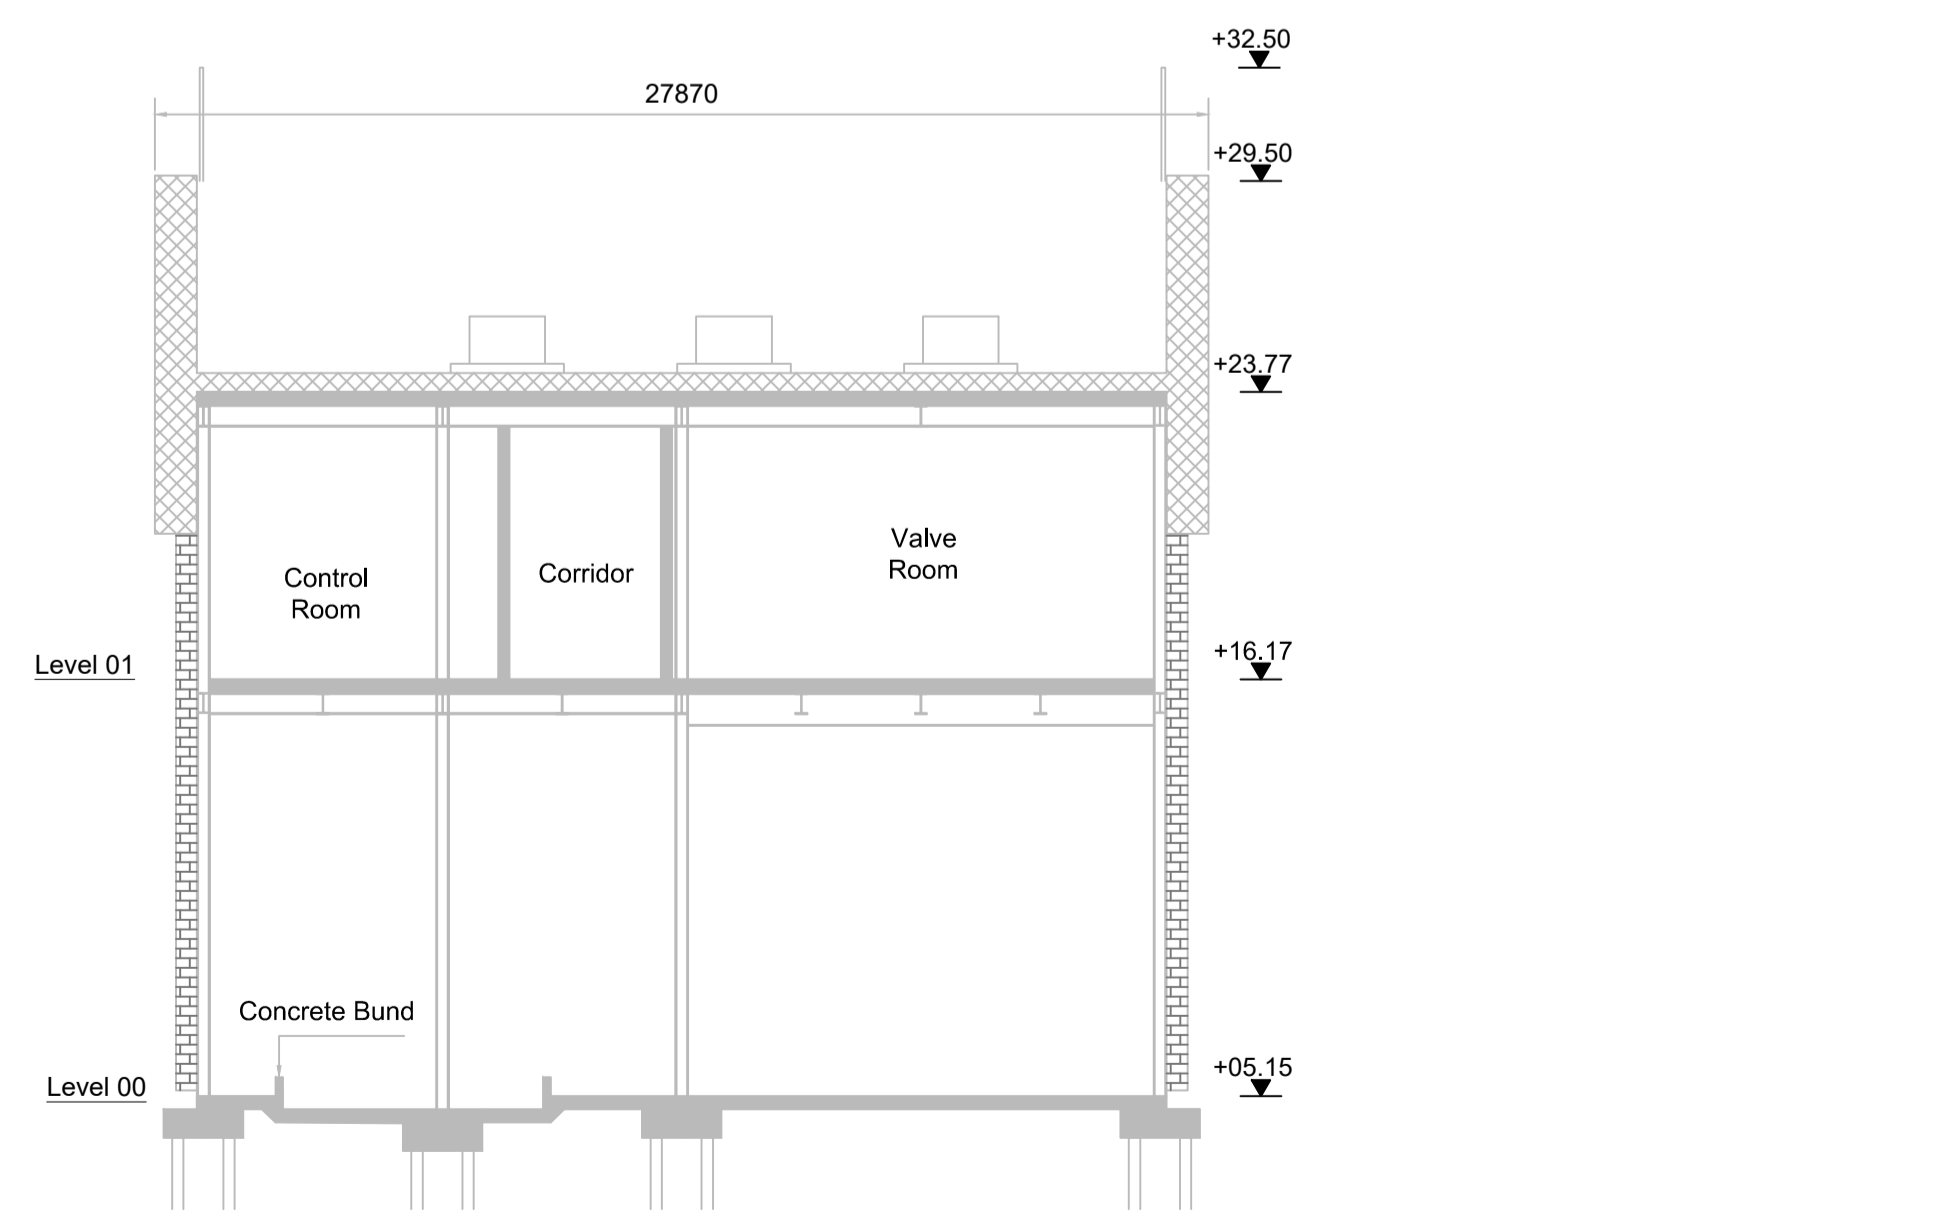 +32.50
27870
+29.50
+23.77
Valve
Room
Control
Room
Corridor
Level 01
+16.17
Concrete Bund
Level 00
+05.15